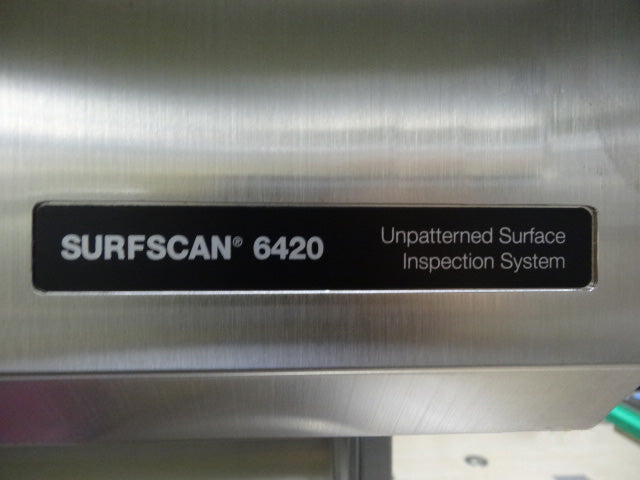 SURFSCAN® 6420
Unpatterned Surface
Inspection System